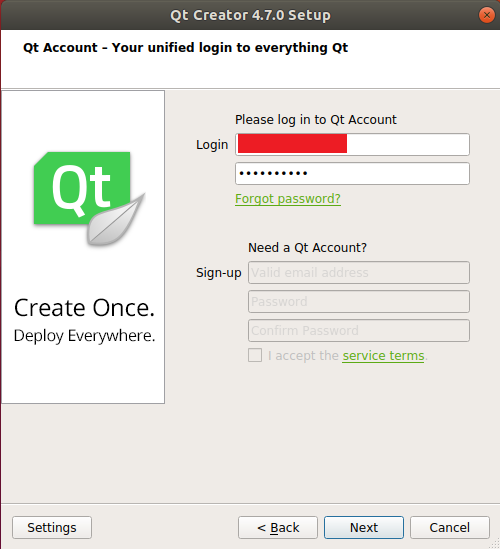 Qt Creator 4.7.0 Setup
Qt Account – Your unified login to everything Qt
Qt
Create Once.
Deploy Everywhere.
Please log in to Qt Account
Login
••••••••••
Forgot password?
Need a Qt Account?
Sign-up
Valid email address
Password
Confirm Password
I accept the service terms.
Settings
< Back
Next
Cancel